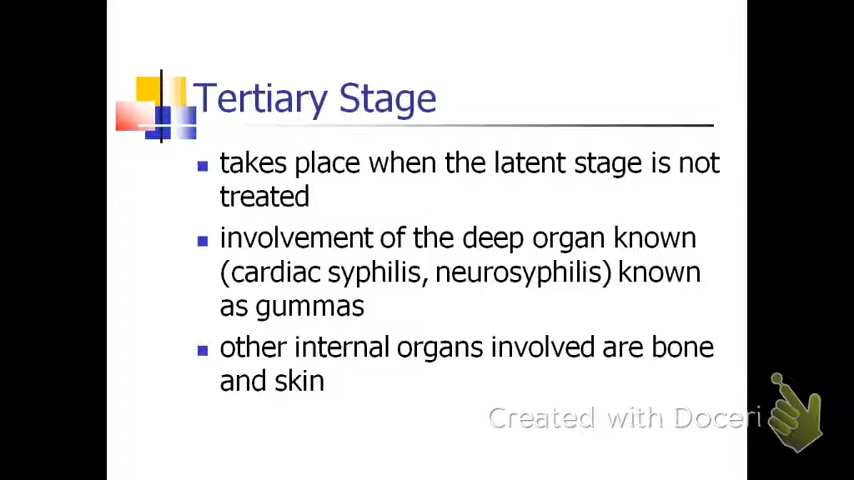 Tertiary Stage
takes place when the latent stage is not
treated
involvement of the deep organ known
(cardiac syphilis, neurosyphilis) known
as gummas
other internal organs involved are bone
and skin
Created with Doceri